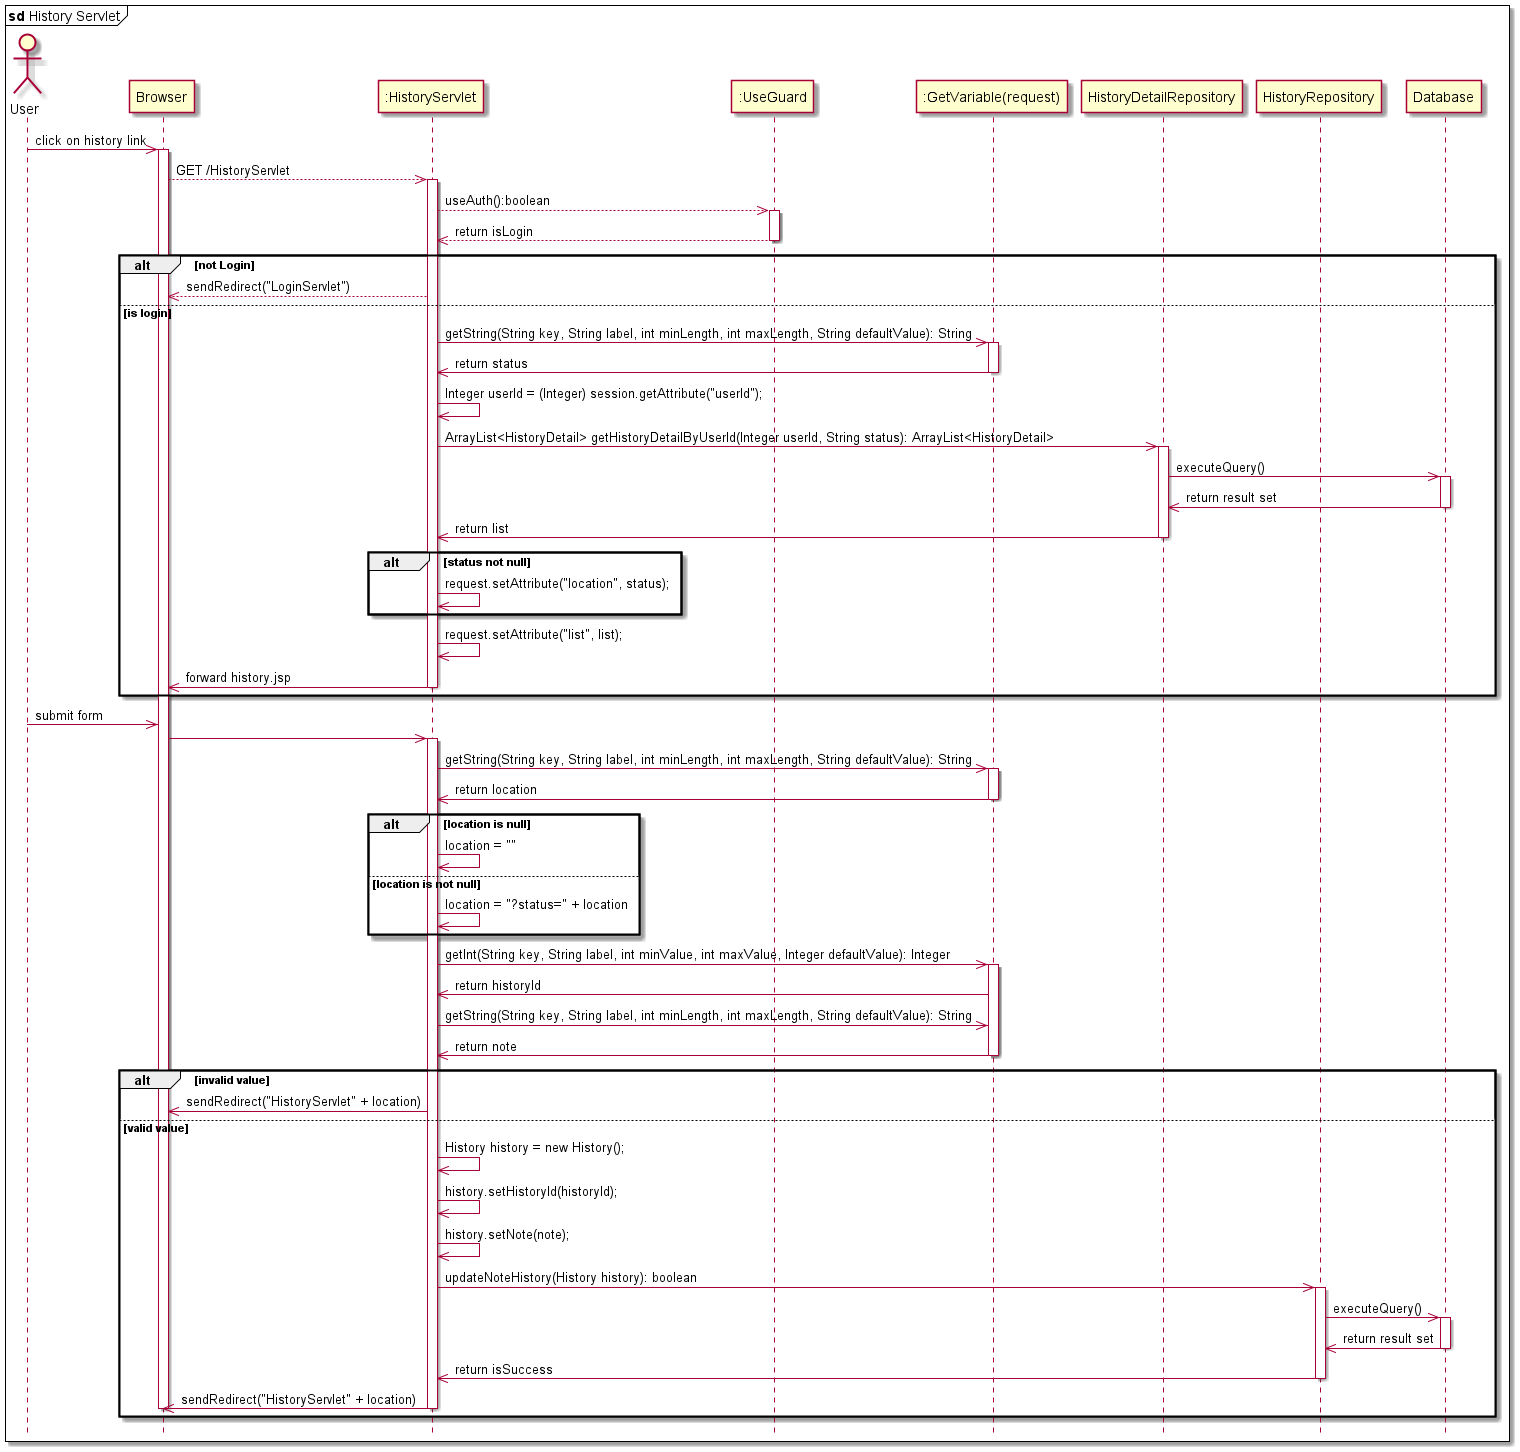 sd History Servlet
User
Browser
:HistoryServlet
:UseGuard
:GetVariable(request)
HistoryDetailRepository
HistoryRepository
Database
click on history link
GET /HistoryServlet
useAuth():boolean
return isLogin
alt [not Login]
sendRedirect("LoginServlet")
[is login]
getString(String key, String label, int minLength, int maxLength, String defaultValue): String
return status
Integer userId = (Integer) session.getAttribute("userId");
ArrayList<HistoryDetail> getHistoryDetailByUserId(Integer userId, String status): ArrayList<HistoryDetail>
executeQuery()
return result set
return list
alt [status not null]
request.setAttribute("location", status);
request.setAttribute("list", list);
forward history.jsp
submit form
getString(String key, String label, int minLength, int maxLength, String defaultValue): String
return location
alt [location is null]
location = ""
[location is not null]
location = "?status=" + location
getInt(String key, String label, int minValue, int maxValue, Integer defaultValue): Integer
return historyId
getString(String key, String label, int minLength, int maxLength, String defaultValue): String
return note
alt [invalid value]
sendRedirect("HistoryServlet" + location)
[valid value]
History history = new History();
history.setHistoryId(historyId);
history.setNote(note);
updateNoteHistory(History history): boolean
executeQuery()
return result set
return isSuccess
sendRedirect("HistoryServlet" + location)